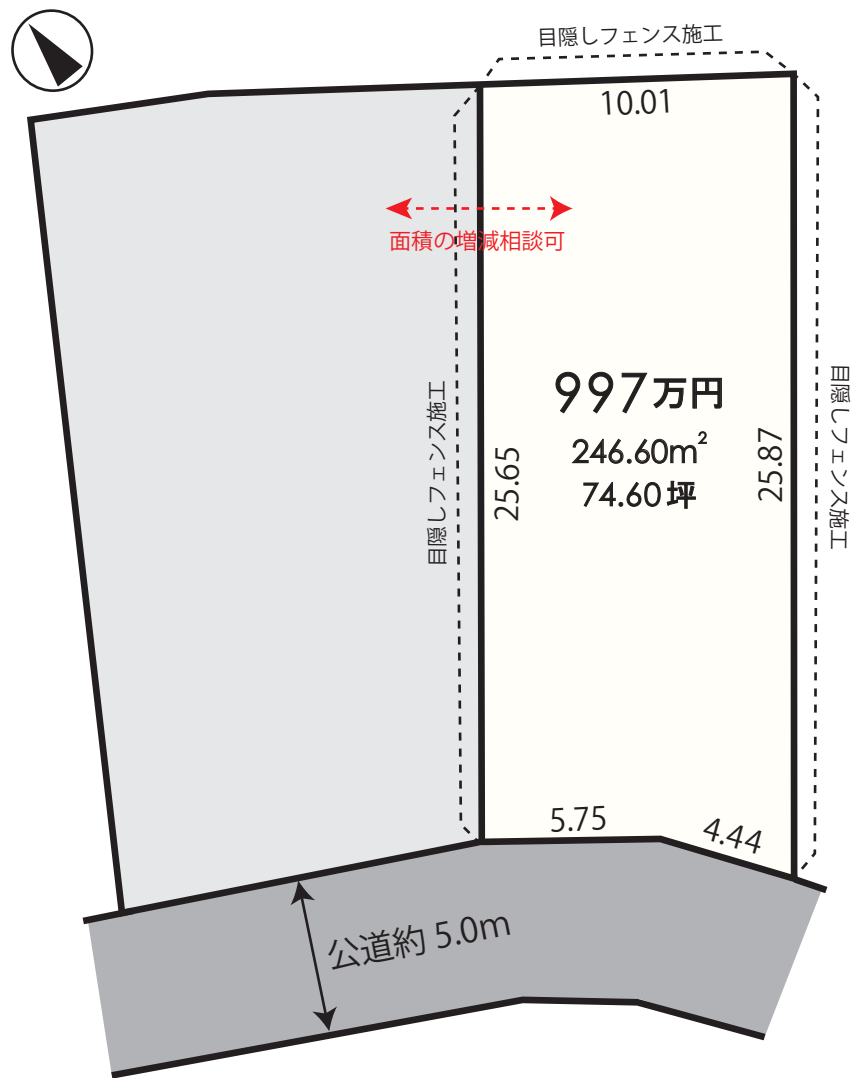 目隠しフェンス施工
10.01
面積の増減相談可
目隠しフェンス施工
目隠しフェンス施工
997万円
246.60m²
74.60坪
25.65
25.87
5.75
4.44
公道約 5.0m